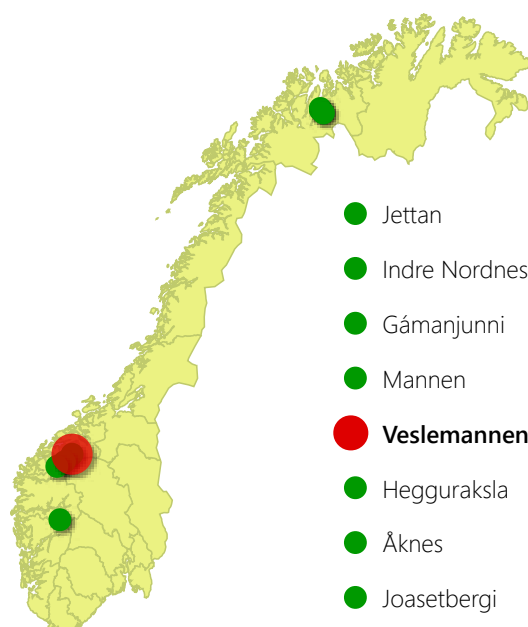 Jettan
Indre Nordnes
Gámanjunni
Mannen
Veslemannen
Hegguraksla
Åknes
Joasetbergi